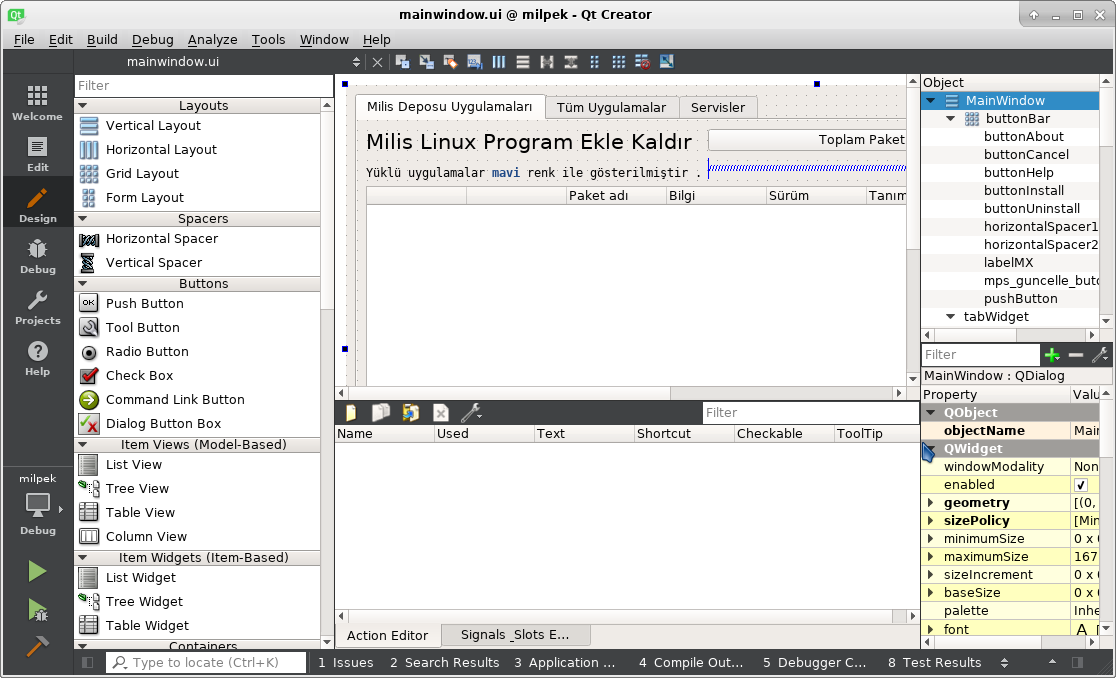 mainwindow.ui @ milpek - Qt Creator
File Edit Build Debug Analyze Tools Window Help
mainwindow.ui
Welcome
Edit
Design
Debug
Projects
Help
milpek
Debug
Filter
Layouts
Vertical Layout
Horizontal Layout
Grid Layout
Form Layout
Spacers
Horizontal Spacer
Vertical Spacer
Buttons
Push Button
Tool Button
Radio Button
Check Box
Command Link Button
Dialog Button Box
Item Views (Model-Based)
List View
Tree View
Table View
Column View
Item Widgets (Item-Based)
List Widget
Tree Widget
Table Widget
Containers
Milis Deposu Uygulamaları Tüm Uygulamalar Servisler
Milis Linux Program Ekle Kaldır Toplam Paket
Yüklü uygulamalar mavi renk ile gösterilmiştir .
Paket adı Bilgi Sürüm Tanım
Filter
Name Used Text Shortcut Checkable ToolTip
Action Editor Signals _Slots E...
Object
MainWindow
buttonBar
buttonAbout
buttonCancel
buttonHelp
buttonInstall
buttonUninstall
horizontalSpacer1
horizontalSpacer2
labelMX
mps_guncelle_buto
pushButton
tabWidget
Filter
MainWindow : QDialog
Property Valu
QObject
objectName Mai
QWidget
windowModality Non
enabled
geometry [(0,
sizePolicy [Min
minimumSize 0 x
maximumSize 167
sizeIncrement 0 x
baseSize 0 x
palette Inhe
font A
Type to locate (Ctrl+K) 1 Issues 2 Search Results 3 Application ... 4 Compile Out... 5 Debugger C... 8 Test Results